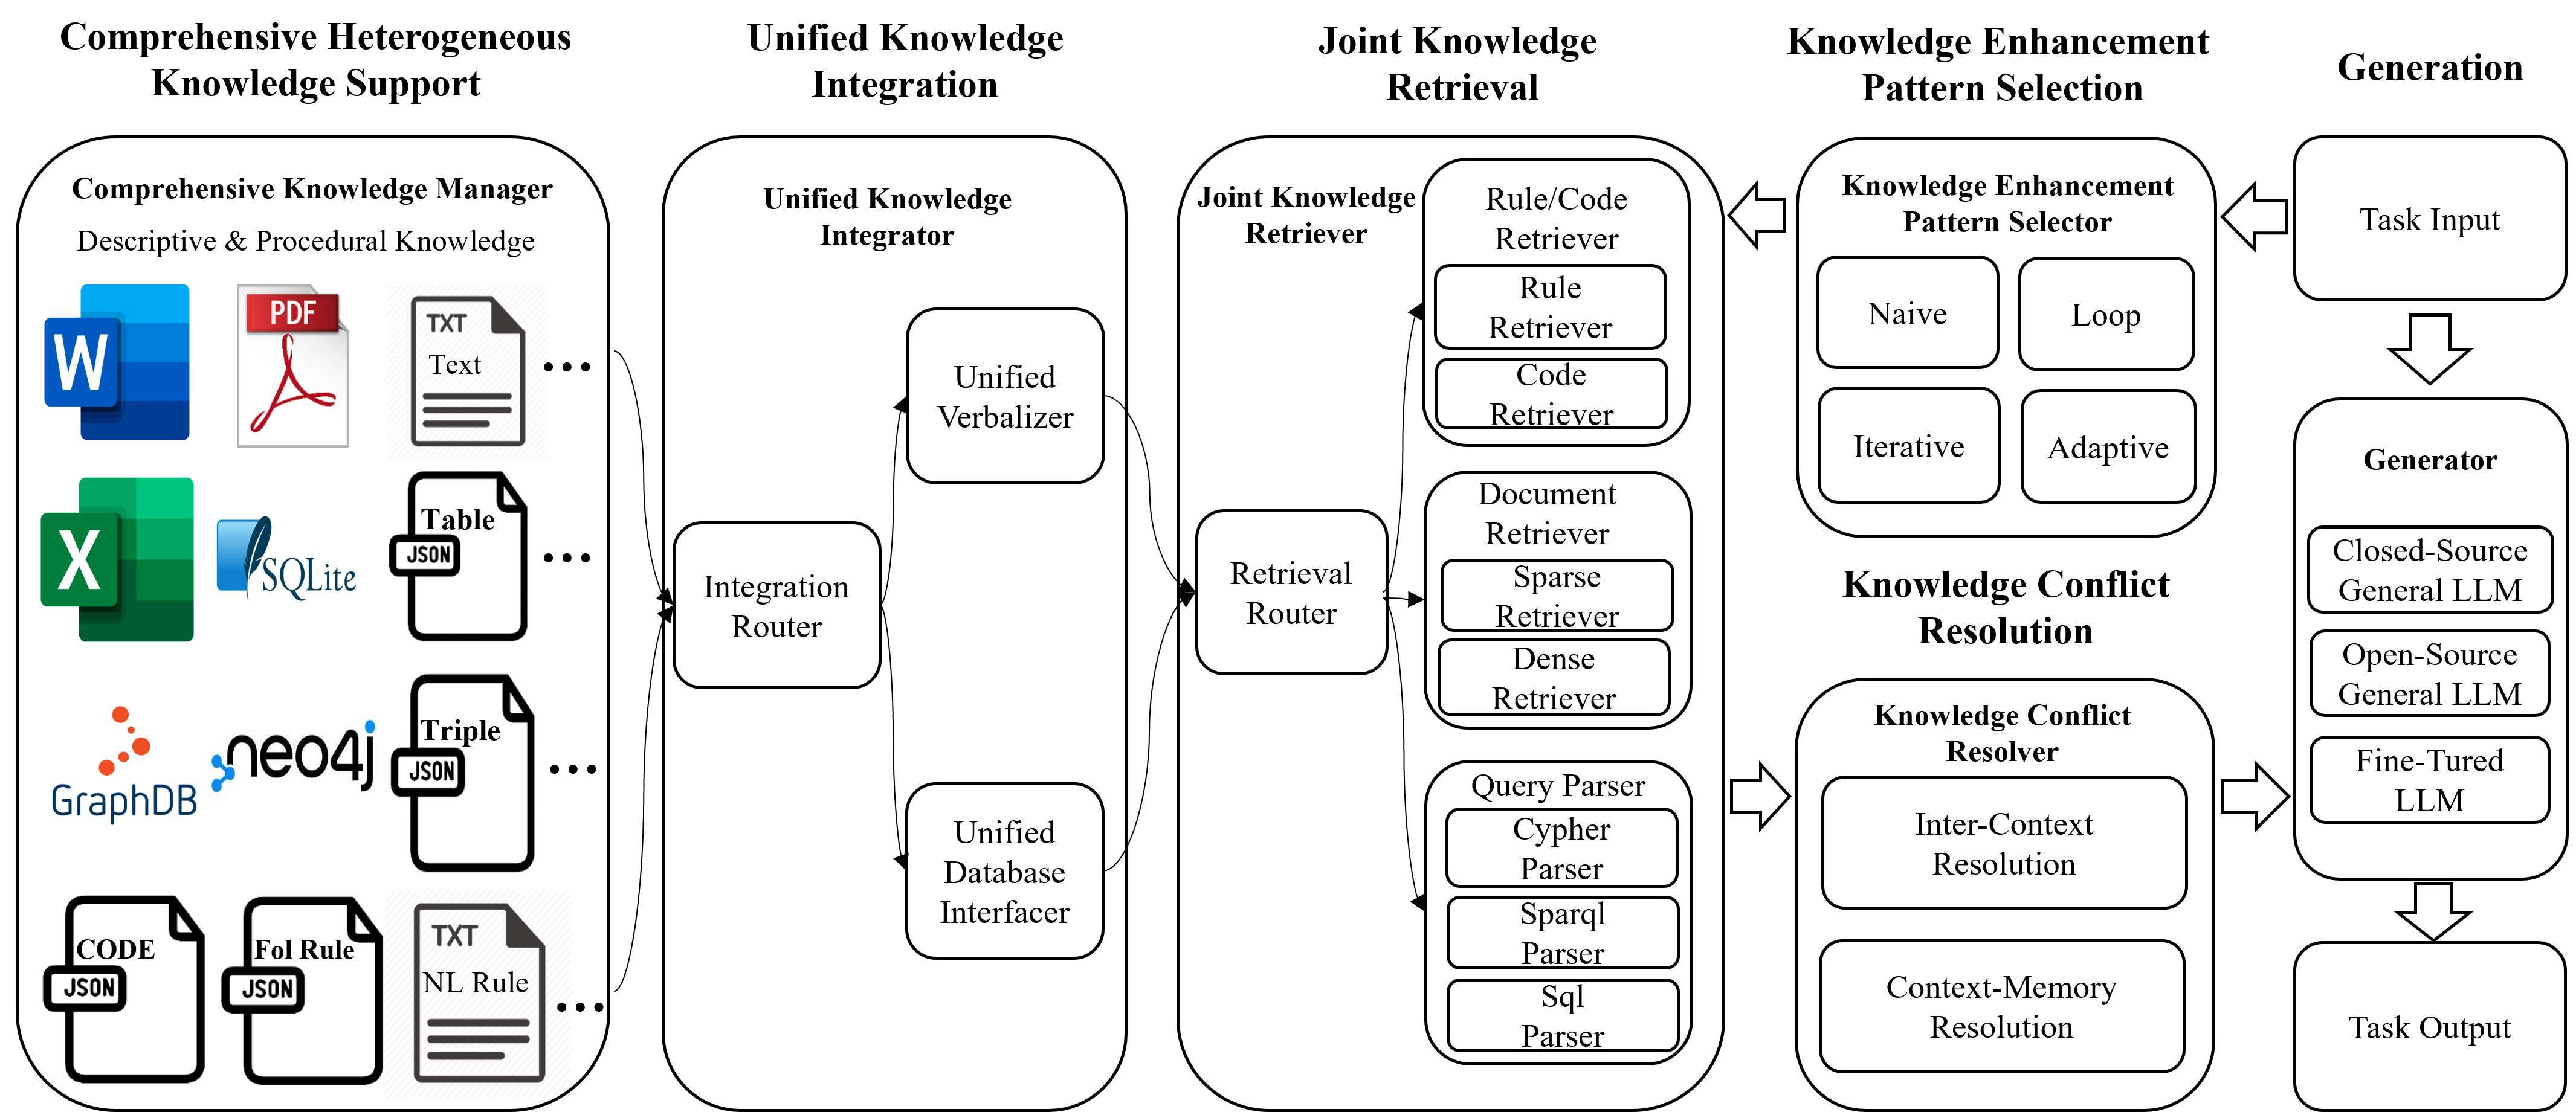 Comprehensive Heterogeneous
Knowledge Support
Comprehensive Knowledge Manager
Descriptive & Procedural Knowledge
W
PDF
TXT
Text
...
X
SQLite
Table
JSON
...
GraphDB
neo4j
Triple
JSON
...
CODE
JSON
Fol Rule
JSON
TXT
NL Rule
...
Unified Knowledge
Integration
Unified Knowledge
Integrator
Integration
Router
Unified
Verbalizer
Unified
Database
Interfacer
Joint Knowledge
Retrieval
Joint Knowledge
Retriever
Retrieval
Router
Rule/Code
Retriever
Rule
Retriever
Code
Retriever
Document
Retriever
Sparse
Retriever
Dense
Retriever
Query Parser
Cypher
Parser
Sparql
Parser
Sql
Parser
Knowledge Enhancement
Pattern Selection
Knowledge Enhancement
Pattern Selector
Naive
Loop
Iterative
Adaptive
Knowledge Conflict
Resolution
Knowledge Conflict
Resolver
Inter-Context
Resolution
Context-Memory
Resolution
Generation
Task Input
Generator
Closed-Source
General LLM
Open-Source
General LLM
Fine-Tured
LLM
Task Output